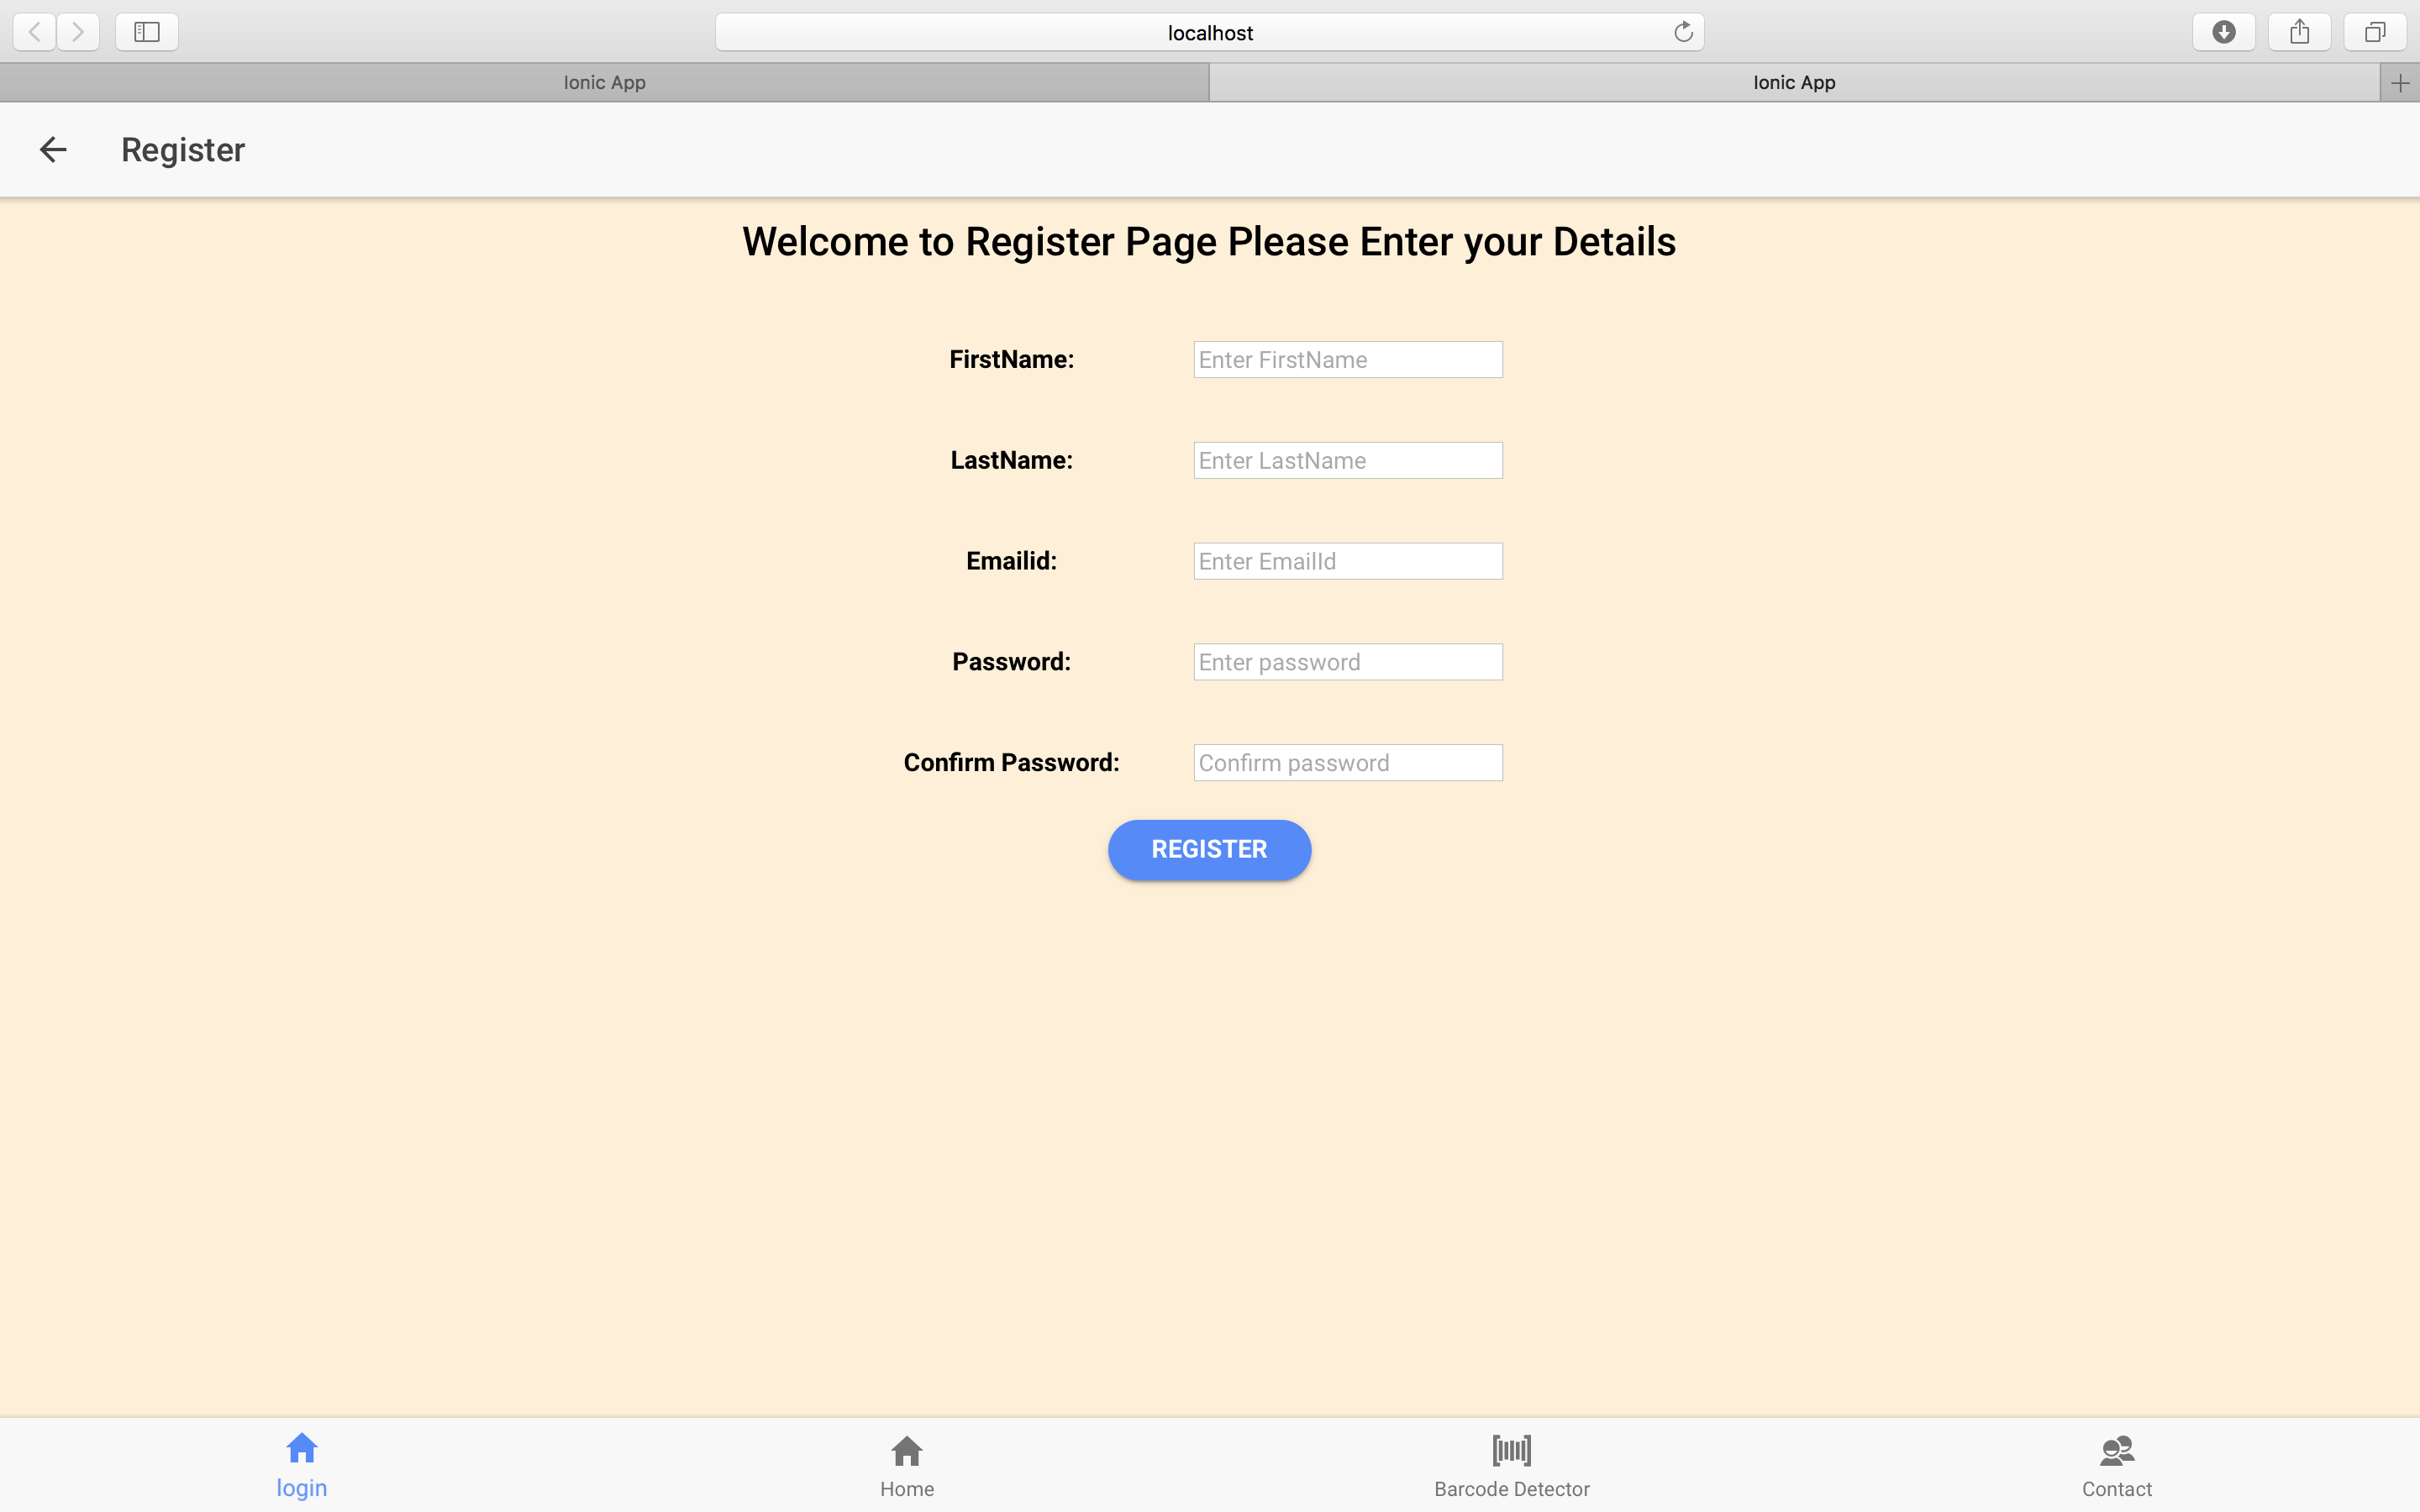 localhost
Ionic App
Ionic App
Register
Welcome to Register Page Please Enter your Details
FirstName: Enter FirstName
LastName: Enter LastName
Emailid: Enter EmailId
Password: Enter password
Confirm Password: Confirm password
REGISTER
login
Home
Barcode Detector
Contact